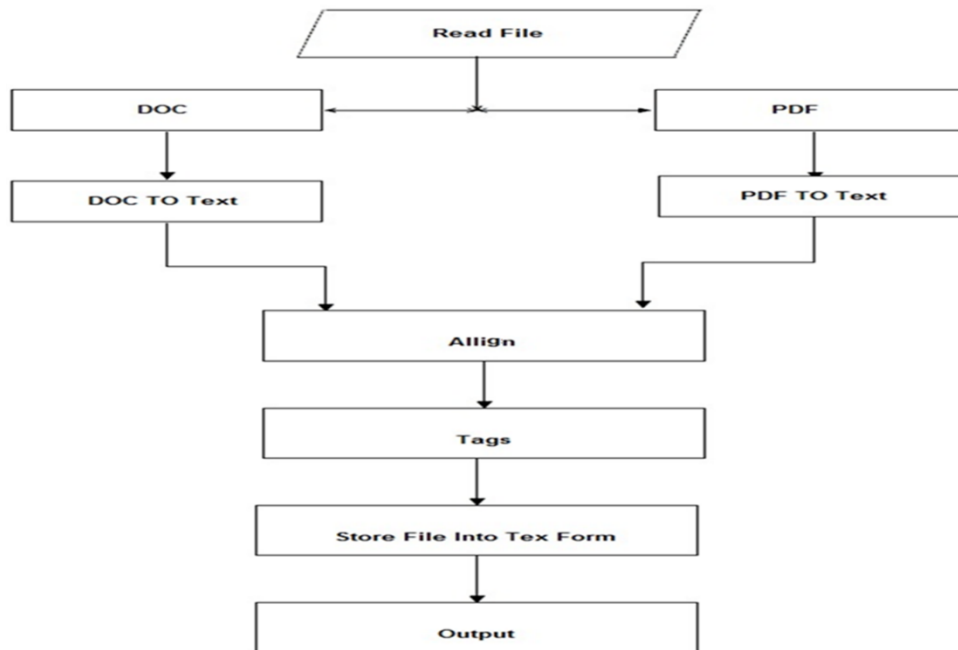 Read File
DOC
PDF
DOC TO Text
PDF TO Text
Allign
Tags
Store File Into Tex Form
Output